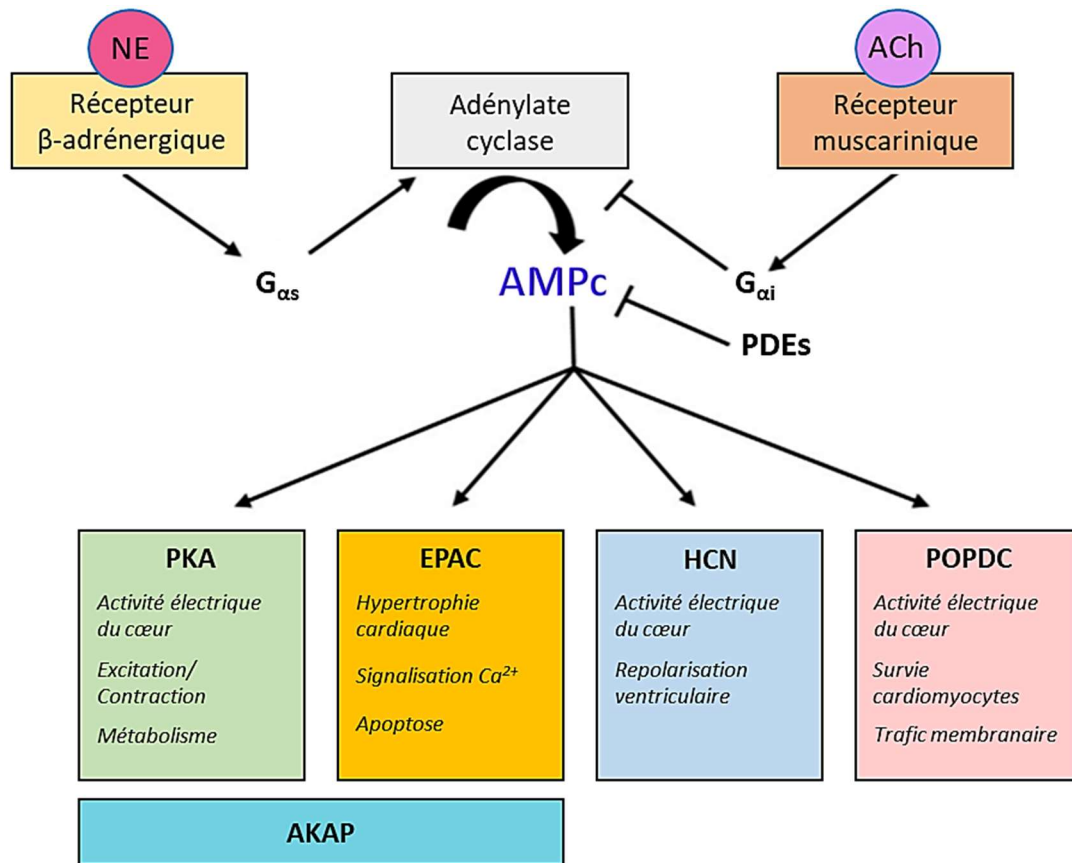 NE
Récepteur
β-adrénergique
Adénylate
cyclase
ACh
Récepteur
muscarinique
Gαs
AMPc
Gαi
PDEs
PKA
Activité électrique
du cœur
Excitation/
Contraction
Métabolisme
EPAC
Hypertrophie
cardiaque
Signalisation Ca²⁺
Apoptose
HCN
Activité électrique
du cœur
Repolarisation
ventriculaire
POPDC
Activité électrique
du cœur
Survie
cardiomyocytes
Trafic membranaire
AKAP